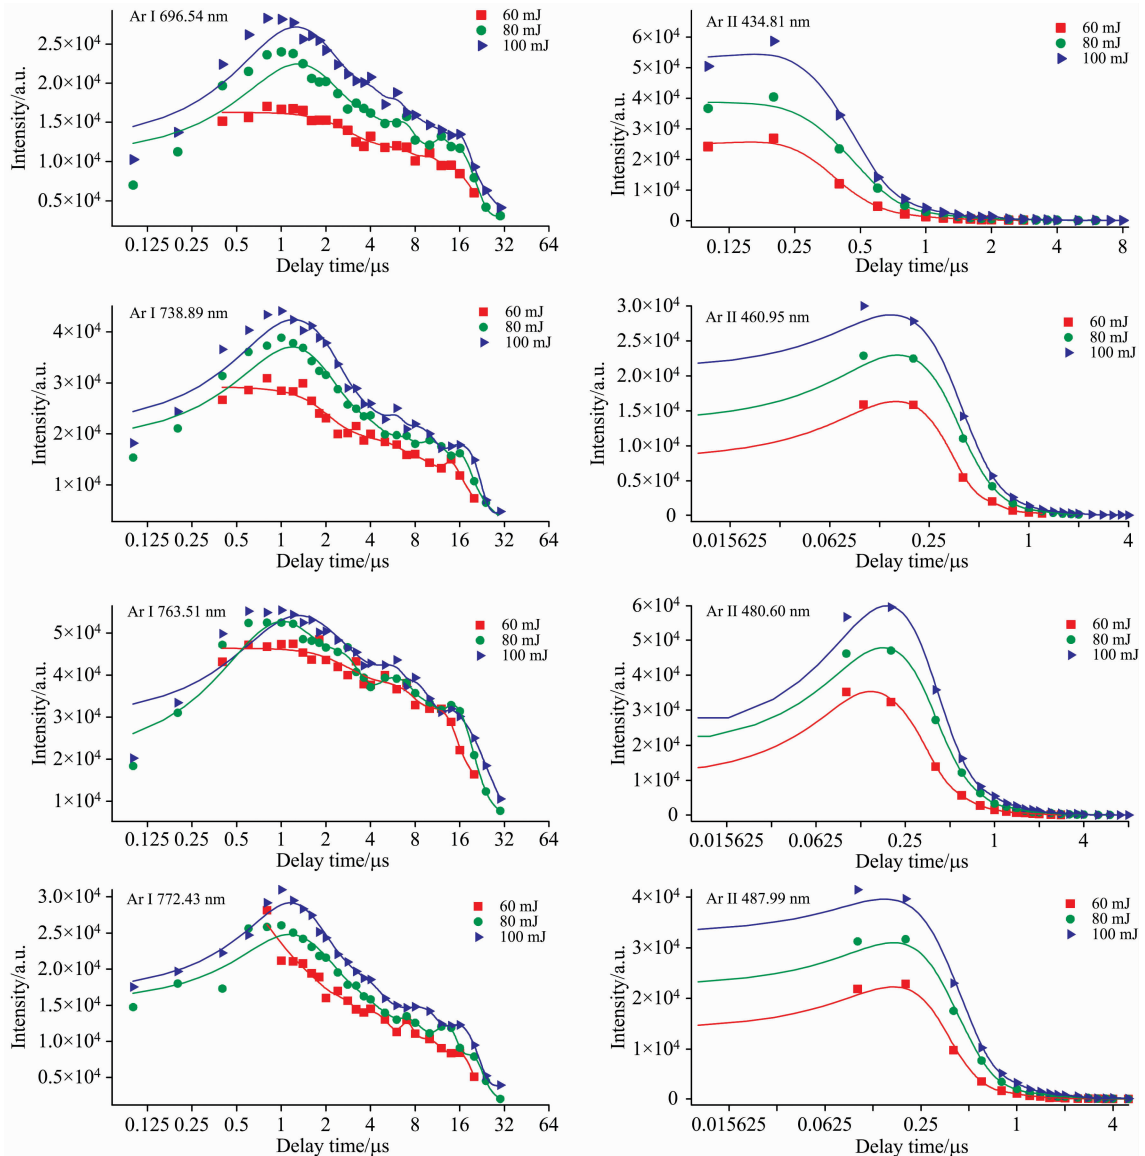 Ar I 696.54 nm
60 mJ
80 mJ
100 mJ
2.5×10⁴
2.0×10⁴
1.5×10⁴
1.0×10⁴
0.5×10⁴
Intensity/a.u.
0.125 0.25 0.5 1 2 4 8 16 32 64
Delay time/μs
Ar II 434.81 nm
60 mJ
80 mJ
100 mJ
6×10⁴
5×10⁴
4×10⁴
3×10⁴
2×10⁴
1×10⁴
0
Intensity/a.u.
0.125 0.25 0.5 1 2 4 8
Delay time/μs
Ar I 738.89 nm
60 mJ
80 mJ
100 mJ
4×10⁴
3×10⁴
2×10⁴
1×10⁴
Intensity/a.u.
0.125 0.25 0.5 1 2 4 8 16 32 64
Delay time/μs
Ar II 460.95 nm
60 mJ
80 mJ
100 mJ
3.0×10⁴
2.5×10⁴
2.0×10⁴
1.5×10⁴
1.0×10⁴
0.5×10⁴
0
Intensity/a.u.
0.015625 0.0625 0.25 1 4
Delay time/μs
Ar I 763.51 nm
60 mJ
80 mJ
100 mJ
5×10⁴
4×10⁴
3×10⁴
2×10⁴
1×10⁴
Intensity/a.u.
0.125 0.25 0.5 1 2 4 8 16 32 64
Delay time/μs
Ar II 480.60 nm
60 mJ
80 mJ
100 mJ
6×10⁴
5×10⁴
4×10⁴
3×10⁴
2×10⁴
1×10⁴
0
Intensity/a.u.
0.015625 0.0625 0.25 1 4
Delay time/μs
Ar I 772.43 nm
60 mJ
80 mJ
100 mJ
3.0×10⁴
2.5×10⁴
2.0×10⁴
1.5×10⁴
1.0×10⁴
0.5×10⁴
Intensity/a.u.
0.125 0.25 0.5 1 2 4 8 16 32 64
Delay time/μs
Ar II 487.99 nm
60 mJ
80 mJ
100 mJ
4×10⁴
3×10⁴
2×10⁴
1×10⁴
0
Intensity/a.u.
0.015625 0.0625 0.25 1 4
Delay time/μs